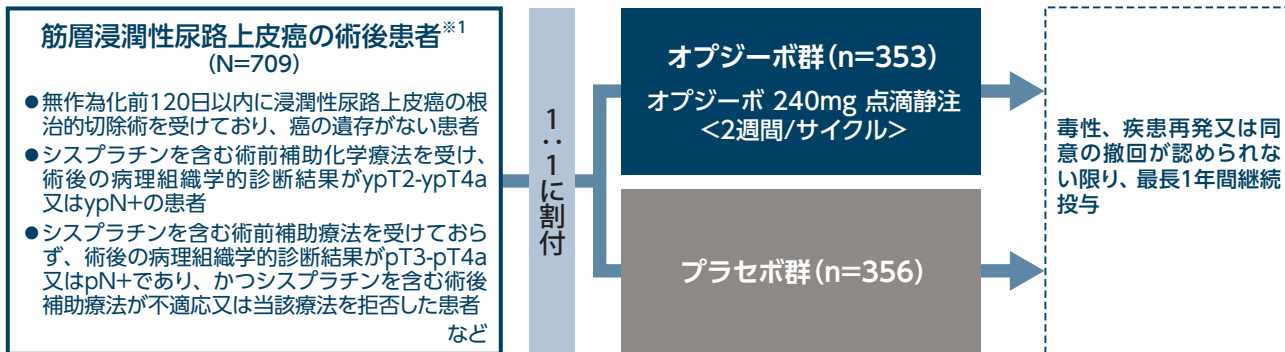 筋層浸潤性尿路上皮癌の術後患者※1
(N=709)
●無作為化前120日以内に浸潤性尿路上皮癌の根
治的切除術を受けており、癌の遺存がない患者
●シスプラチンを含む術前補助化学療法を受け、
術後の病理組織学的診断結果がypT2-ypT4a
又はypN+の患者
●シスプラチンを含む術前補助療法を受けておら
ず、術後の病理組織学的診断結果がpT3-pT4a
又はpN+であり、かつシスプラチンを含む術後
補助療法が不適応又は当該療法を拒否した患者
など
1:1に割付
オプジーボ群(n=353)
オプジーボ 240mg 点滴静注
<2週間/サイクル>
プラセボ群(n=356)
毒性、疾患再発又は同
意の撤回が認められな
い限り、最長1年間継続
投与